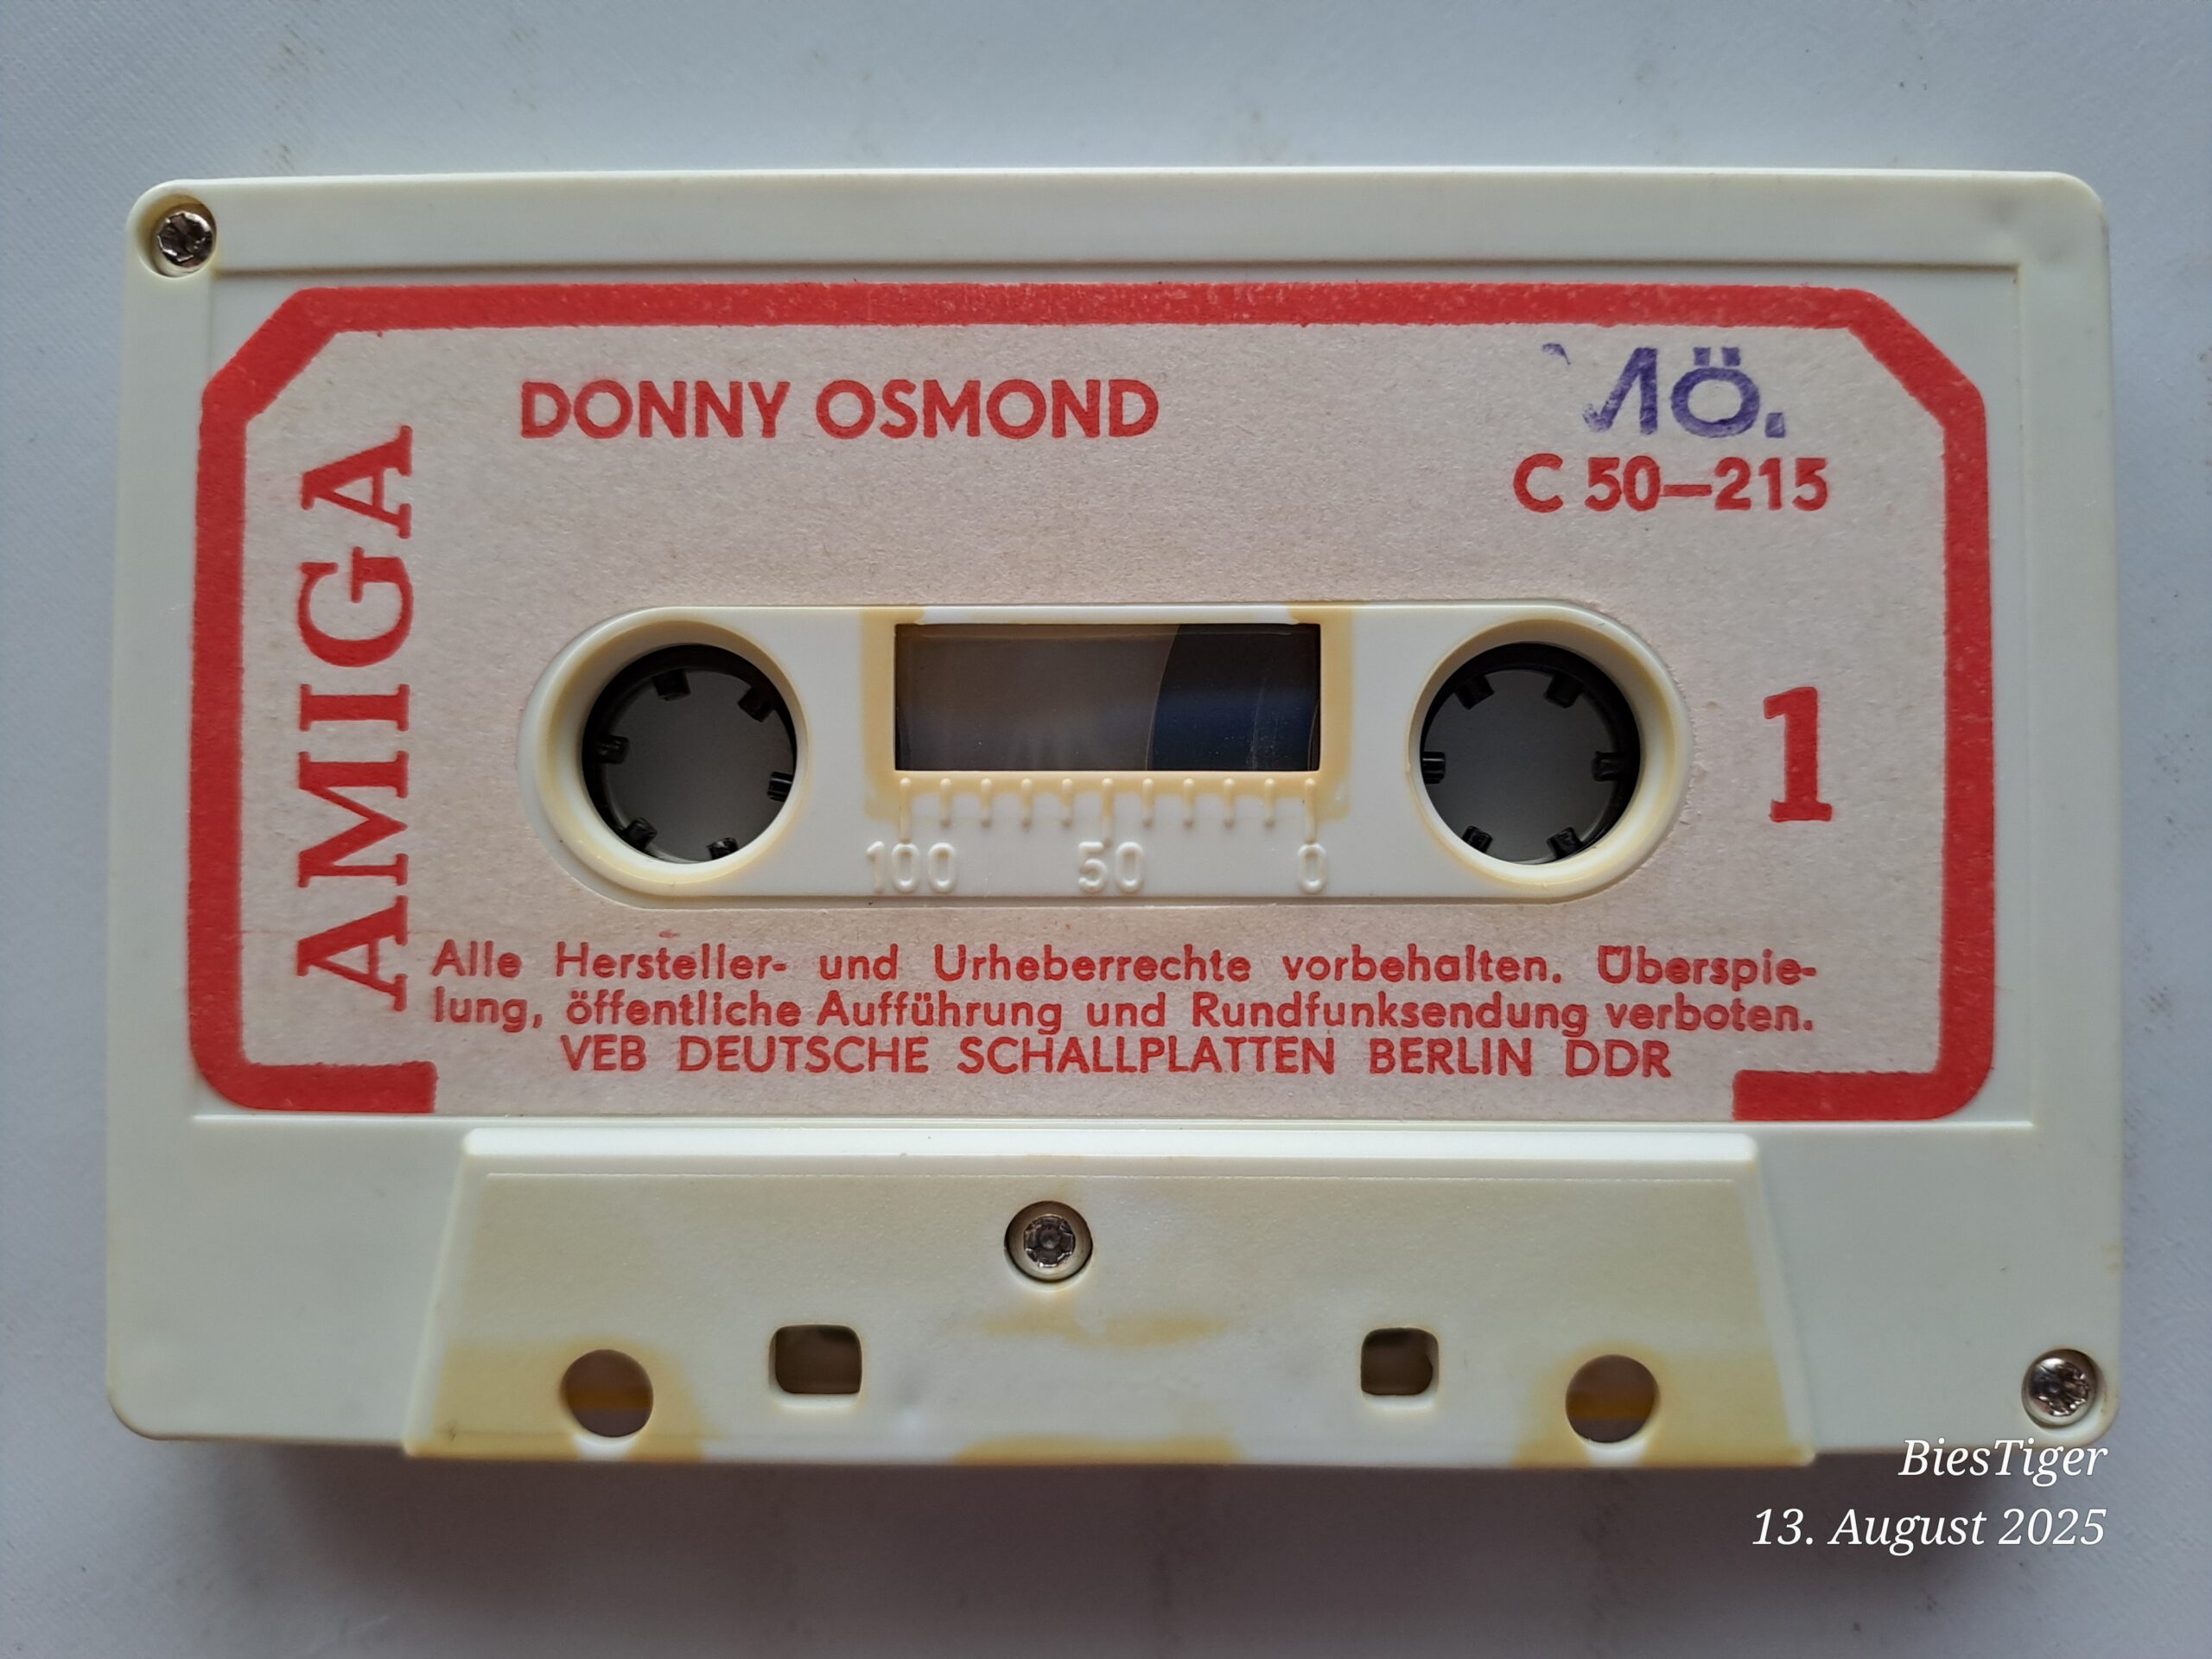 DONNY OSMOND
MÖ.
C 50–215
AMIGA
1
100 50 0
Alle Hersteller- und Urheberrechte vorbehalten. Überspie-
lung, öffentliche Aufführung und Rundfunksendung verboten.
VEB DEUTSCHE SCHALLPLATTEN BERLIN DDR
BiesTiger
13. August 2025